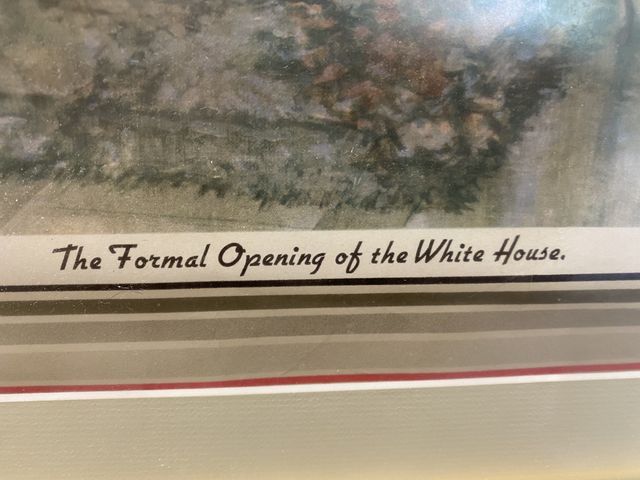 The Formal Opening of the White House.